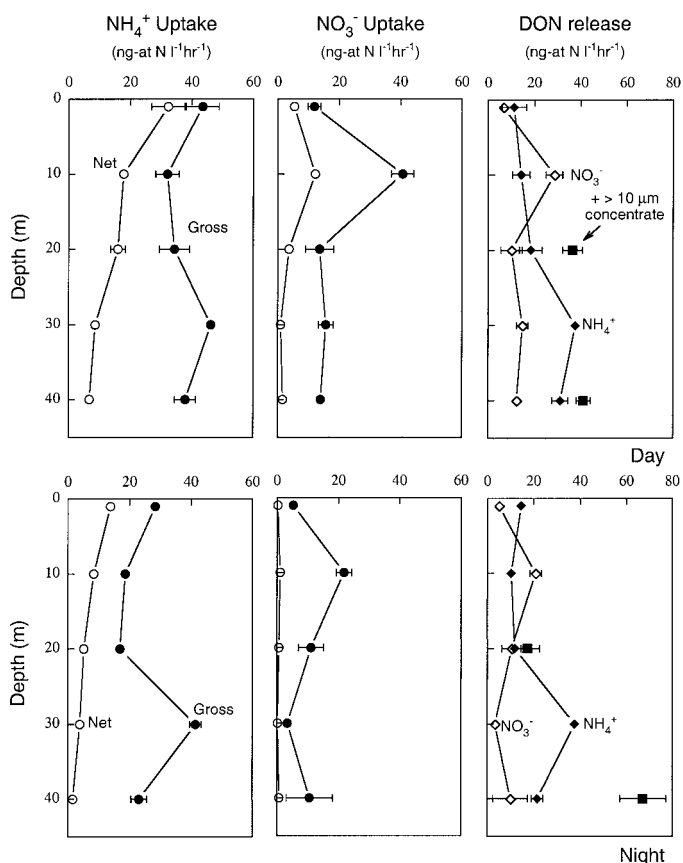 NH₄⁺ Uptake
(ng-at N l⁻¹hr⁻¹)
NO₃⁻ Uptake
(ng-at N l⁻¹hr⁻¹)
DON release
(ng-at N l⁻¹hr⁻¹)
0 20 40 60
0 20 40 60
0 20 40 60 80
0
10
20
30
40
Depth (m)
Net
Gross
NO₃⁻
+ > 10 µm
concentrate
NH₄⁺
Day
0 20 40 60
0 20 40 60
0 20 40 60 80
0
10
20
30
40
Depth (m)
Net
Gross
NO₃⁻
NH₄⁺
Night